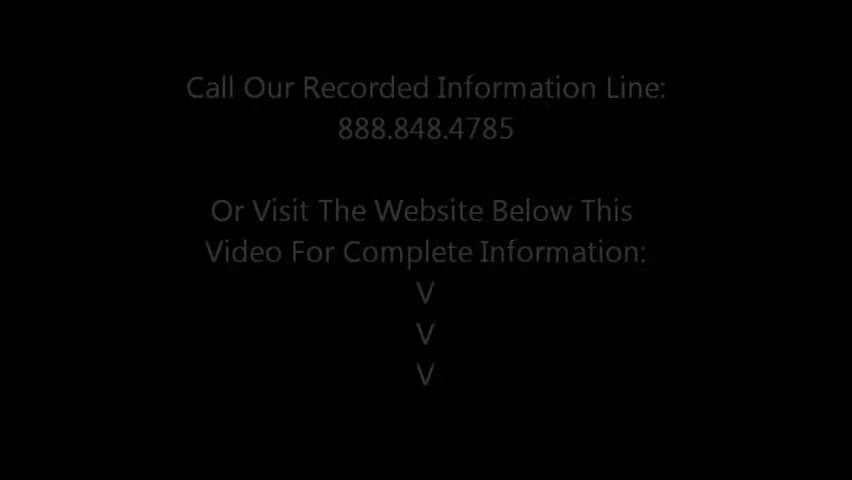 Call Our Recorded Information Line:
888.848.4785
Or Visit The Website Below This
Video For Complete Information:
V
V
V